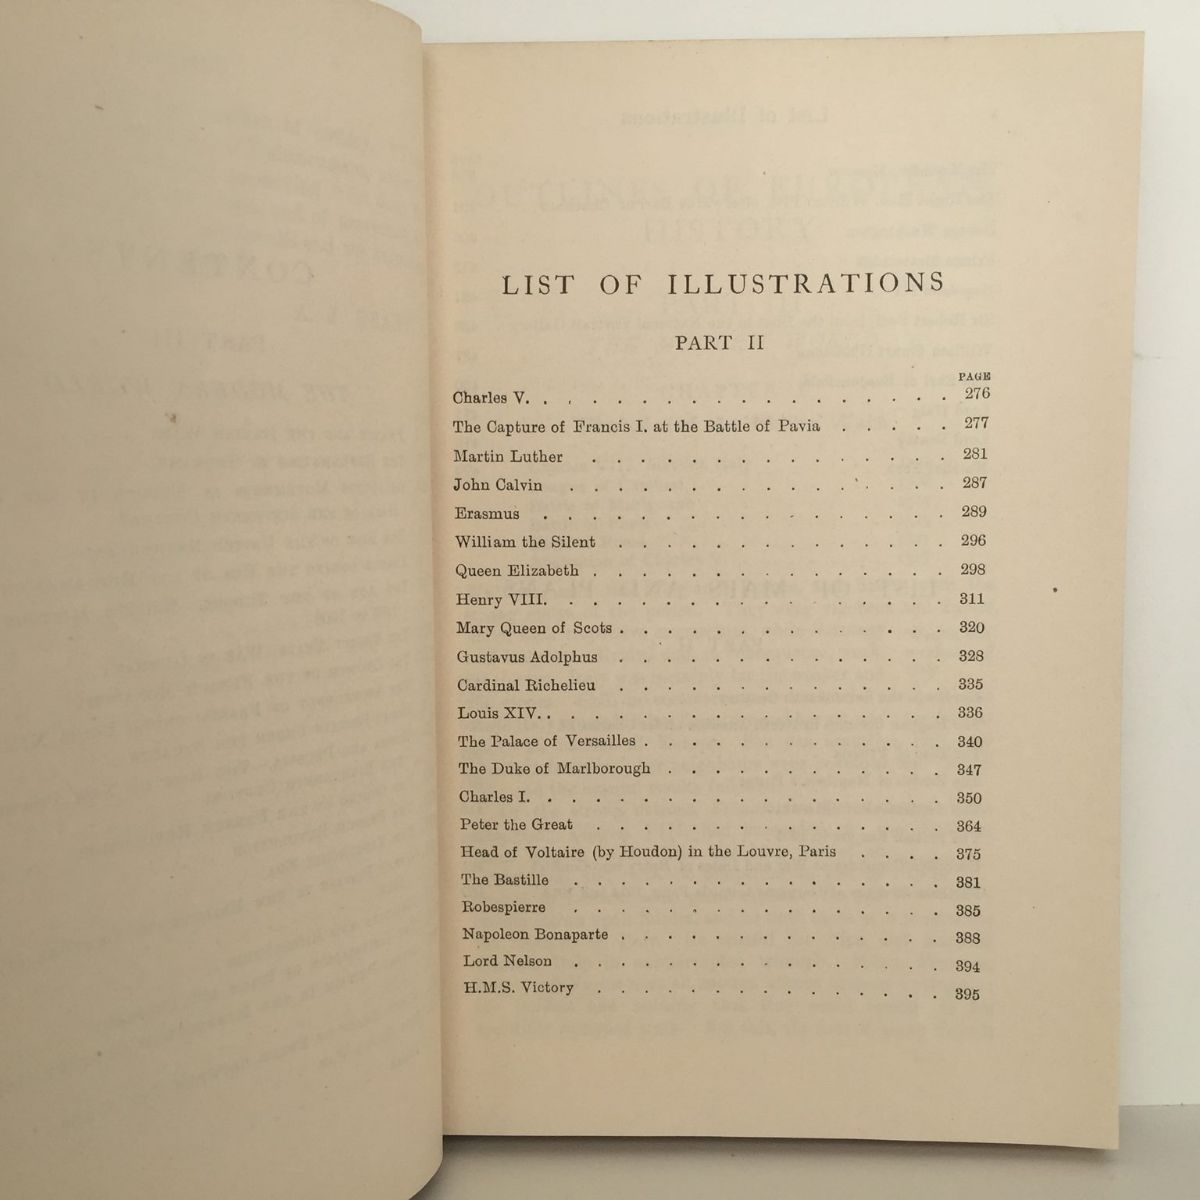 LIST OF ILLUSTRATIONS
PART II
PAGE
Charles V. . . . . . . . . . . . . . . . . . . 276
The Capture of Francis I. at the Battle of Pavia . . . . . 277
Martin Luther . . . . . . . . . . . . . . . 281
John Calvin . . . . . . . . . . . . . . . . 287
Erasmus . . . . . . . . . . . . . . . . . 289
William the Silent . . . . . . . . . . . . . . 296
Queen Elizabeth . . . . . . . . . . . . . . . 298
Henry VIII. . . . . . . . . . . . . . . . . . 311
Mary Queen of Scots . . . . . . . . . . . . . . 320
Gustavus Adolphus . . . . . . . . . . . . . . 328
Cardinal Richelieu . . . . . . . . . . . . . . 335
Louis XIV. . . . . . . . . . . . . . . . . . 336
The Palace of Versailles . . . . . . . . . . . . . 340
The Duke of Marlborough . . . . . . . . . . . . 347
Charles I. . . . . . . . . . . . . . . . . . 350
Peter the Great . . . . . . . . . . . . . . . 364
Head of Voltaire (by Houdon) in the Louvre, Paris . . . . 375
The Bastille . . . . . . . . . . . . . . . . 381
Robespierre . . . . . . . . . . . . . . . . 385
Napoleon Bonaparte . . . . . . . . . . . . . . 388
Lord Nelson . . . . . . . . . . . . . . . . 394
H.M.S. Victory . . . . . . . . . . . . . . . 395